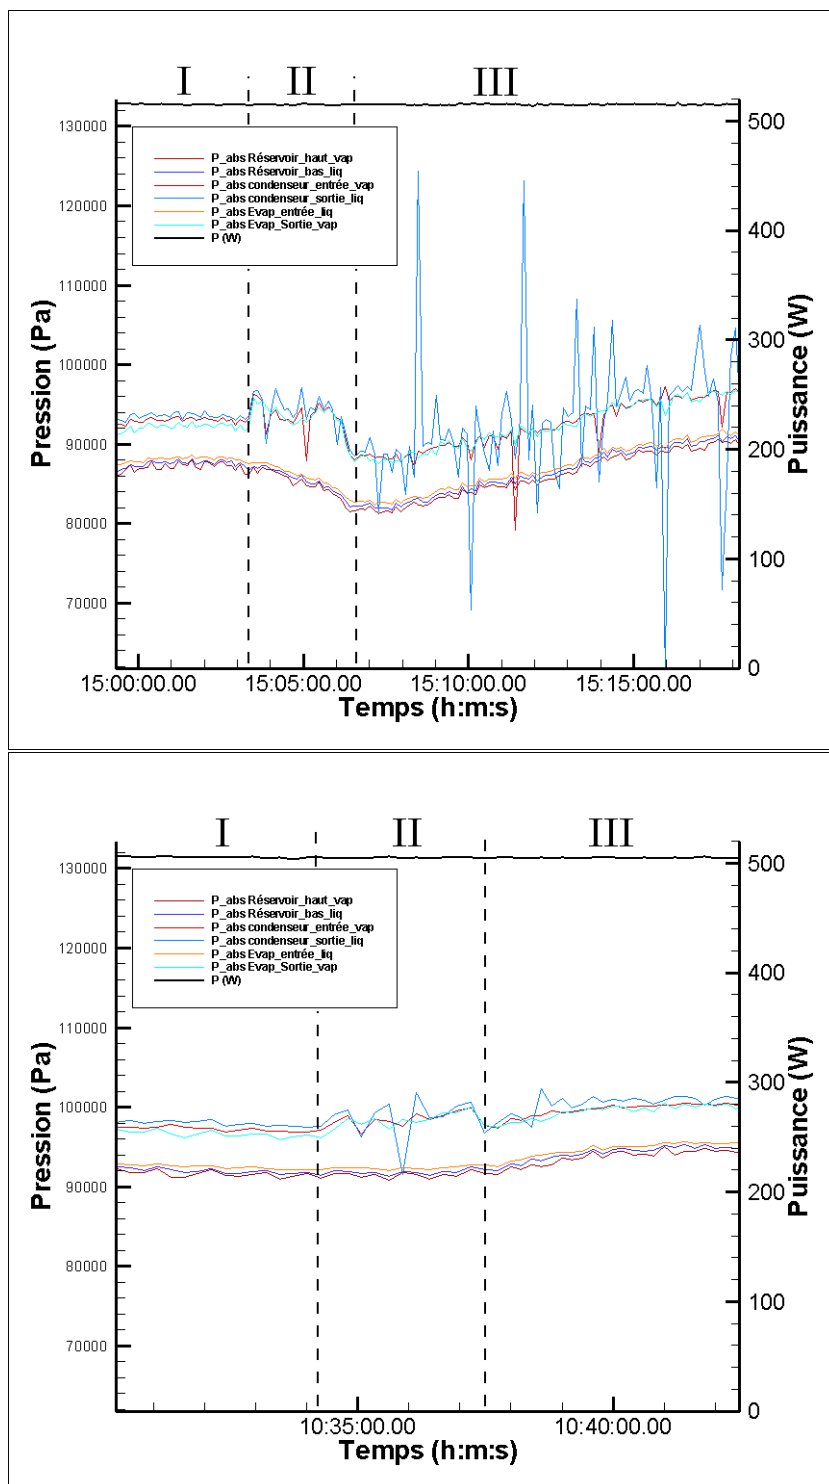 I II III
130000
120000
110000
100000
90000
80000
70000
Pression (Pa)
P_abs Réservoir_haut_vap
P_abs Réservoir_bas_liq
P_abs condenseur_entrée_vap
P_abs condenseur_sortie_liq
P_abs Evap_entrée_liq
P_abs Evap_Sortie_vap
P (W)
500
400
300
200
100
0
Puissance (W)
15:00:00.00 15:05:00.00 15:10:00.00 15:15:00.00
Temps (h:m:s)
I II III
130000
120000
110000
100000
90000
80000
70000
Pression (Pa)
P_abs Réservoir_haut_vap
P_abs Réservoir_bas_liq
P_abs condenseur_entrée_vap
P_abs condenseur_sortie_liq
P_abs Evap_entrée_liq
P_abs Evap_Sortie_vap
P (W)
500
400
300
200
100
0
Puissance (W)
10:35:00.00 10:40:00.00
Temps (h:m:s)